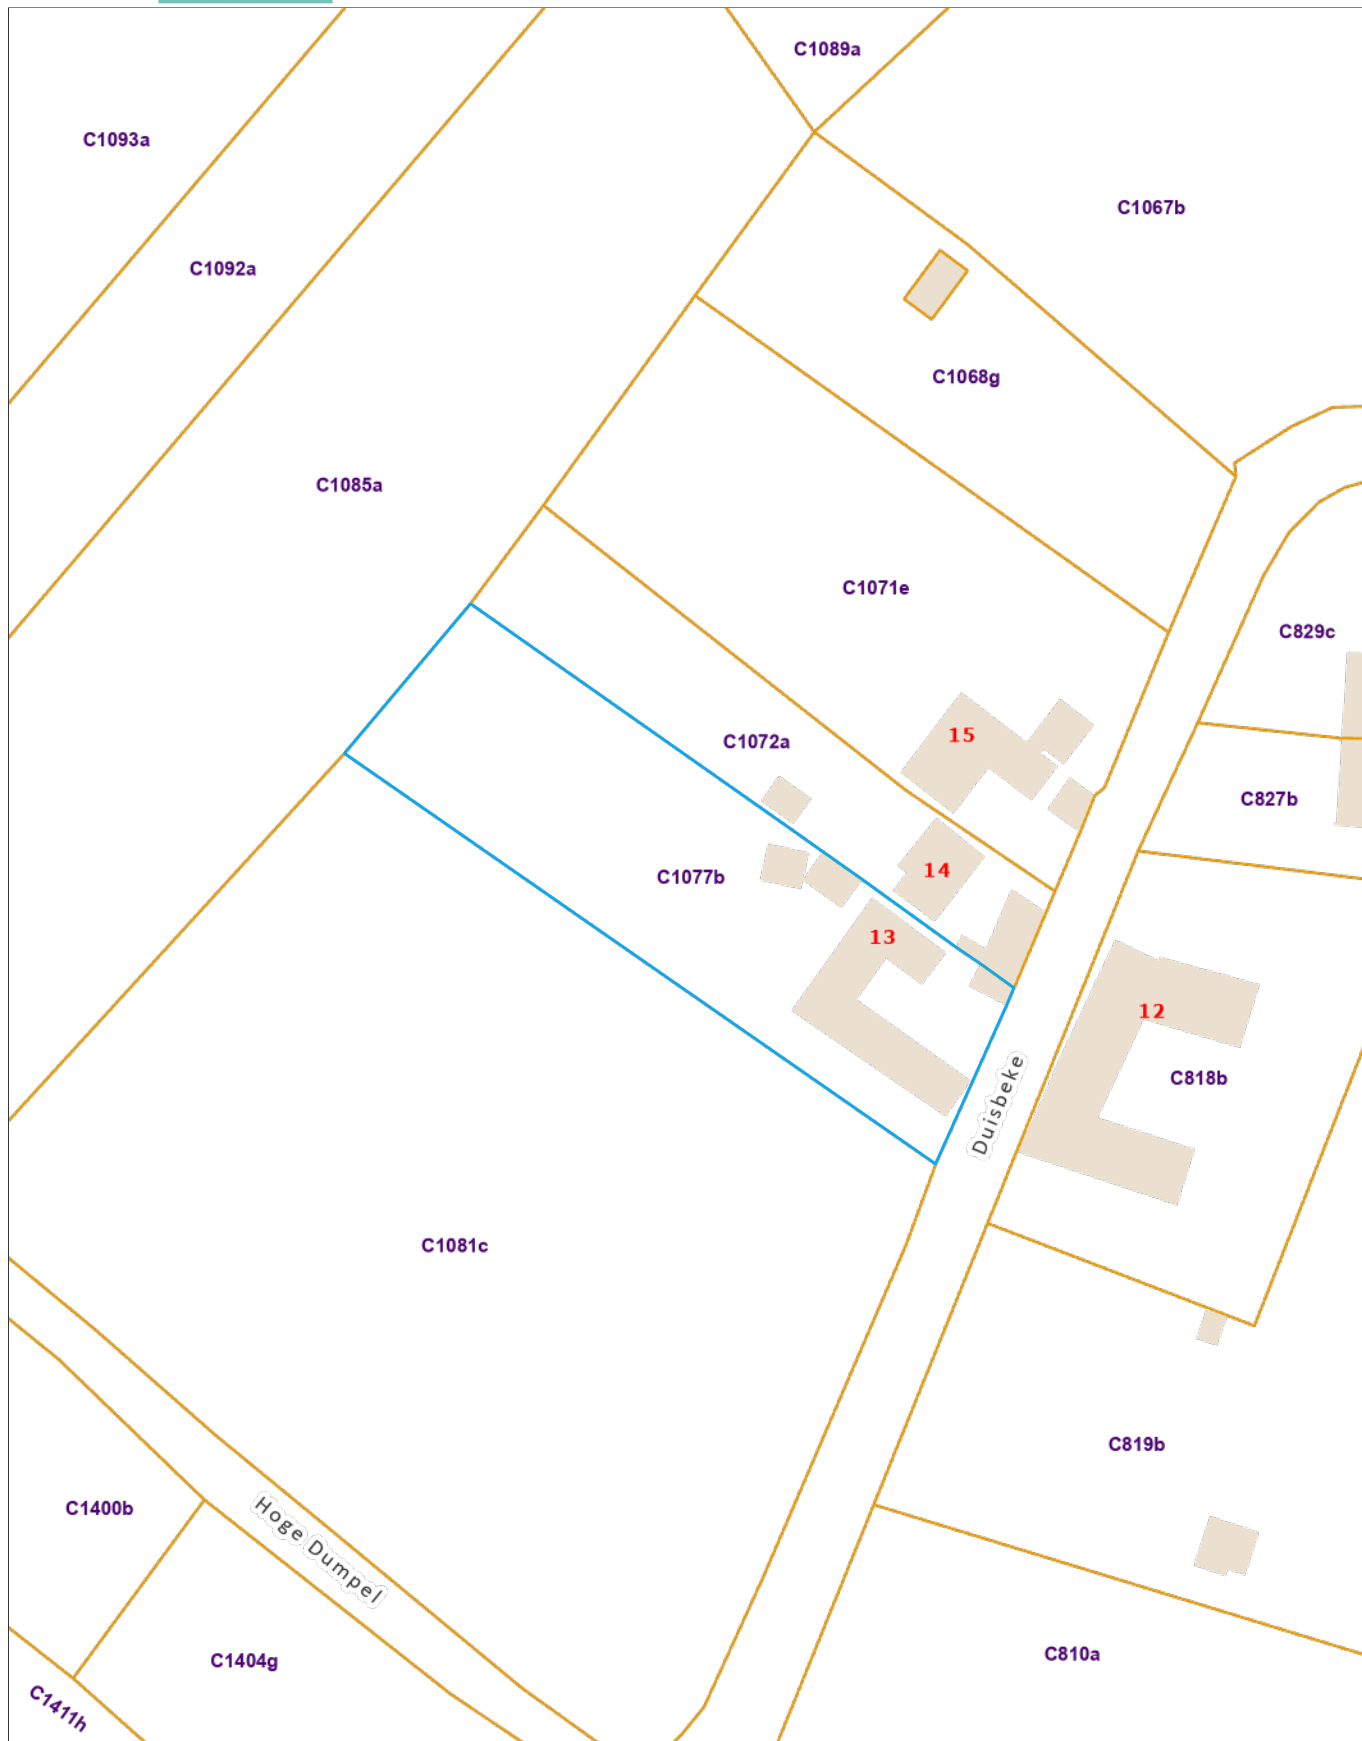 C1089a
C1093a
C1067b
C1092a
C1068g
C1085a
C1071e
C829c
15
C1072a
C827b
14
C1077b
13
12
C818b
Duisbeke
C1081c
C819b
C1400b
Hoge Dumpel
C810a
C1404g
C1411h